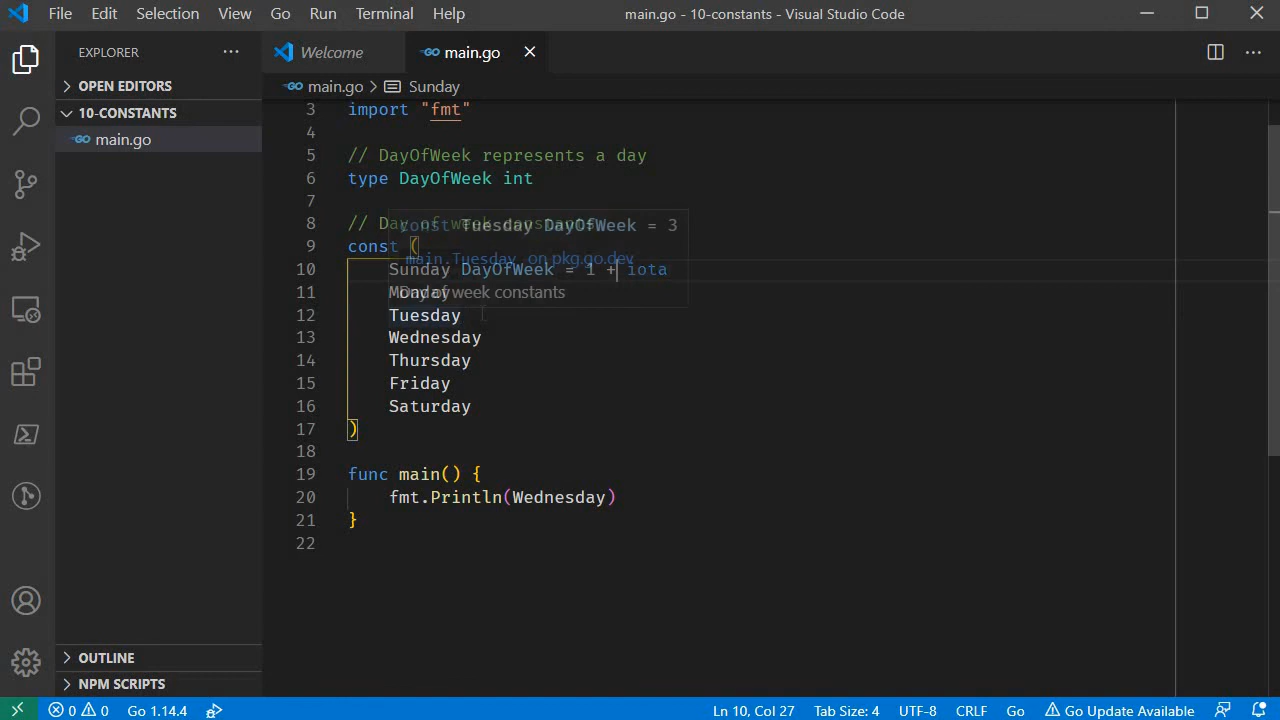 File Edit Selection View Go Run Terminal Help main.go - 10-constants - Visual Studio Code
EXPLORER
OPEN EDITORS
10-CONSTANTS
main.go
OUTLINE
NPM SCRIPTS
Welcome main.go
main.go > Sunday
3 import "fmt"
4
5 // DayOfWeek represents a day
6 type DayOfWeek int
7
8 // Day of week constants
9 const (
10 Sunday DayOfWeek = 1 + iota
11 Monday
12 Tuesday
13 Wednesday
14 Thursday
15 Friday
16 Saturday
17 )
18
19 func main() {
20 fmt.Println(Wednesday)
21 }
22
const Tuesday DayOfWeek = 3
main.Tuesday on pkg.go.dev
Day of week constants
0 0 Go 1.14.4 Ln 10, Col 27 Tab Size: 4 UTF-8 CRLF Go Go Update Available